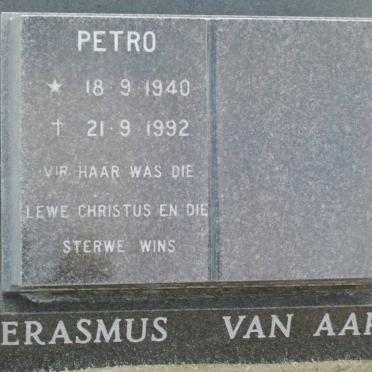 PETRO
★ 18 · 9 · 1940
† 21 · 9 · 1992
VIR HAAR WAS DIE
LEWE CHRISTUS EN DIE
STERWE WINS
ERASMUS VAN